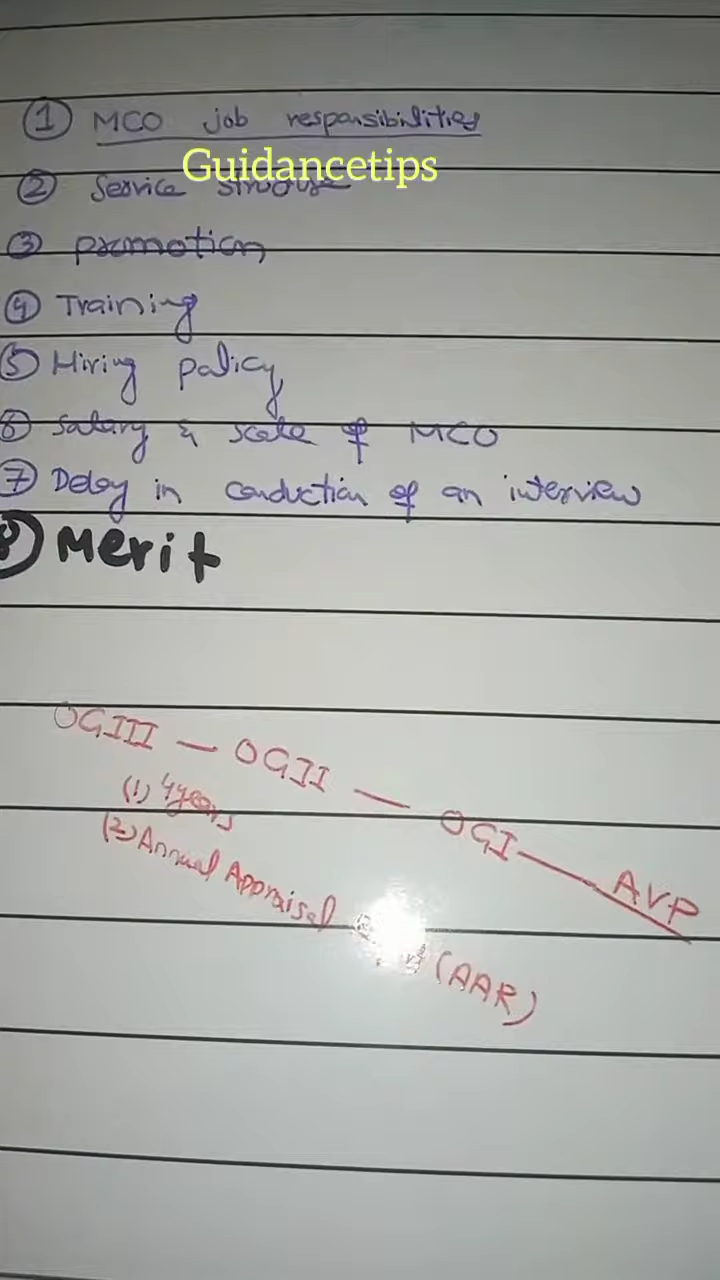 ① MCO job responsibilities
Guidancetips
② Service structure
③ promotion
④ Training
⑤ Hiring policy
⑥ Salary & scale of MCO
⑦ Delay in conduction of an interview
⑧ Merit
OGIII — OGII — OGI — AVP
(1) 4 years
(2) Annual Appraisal (AAR)